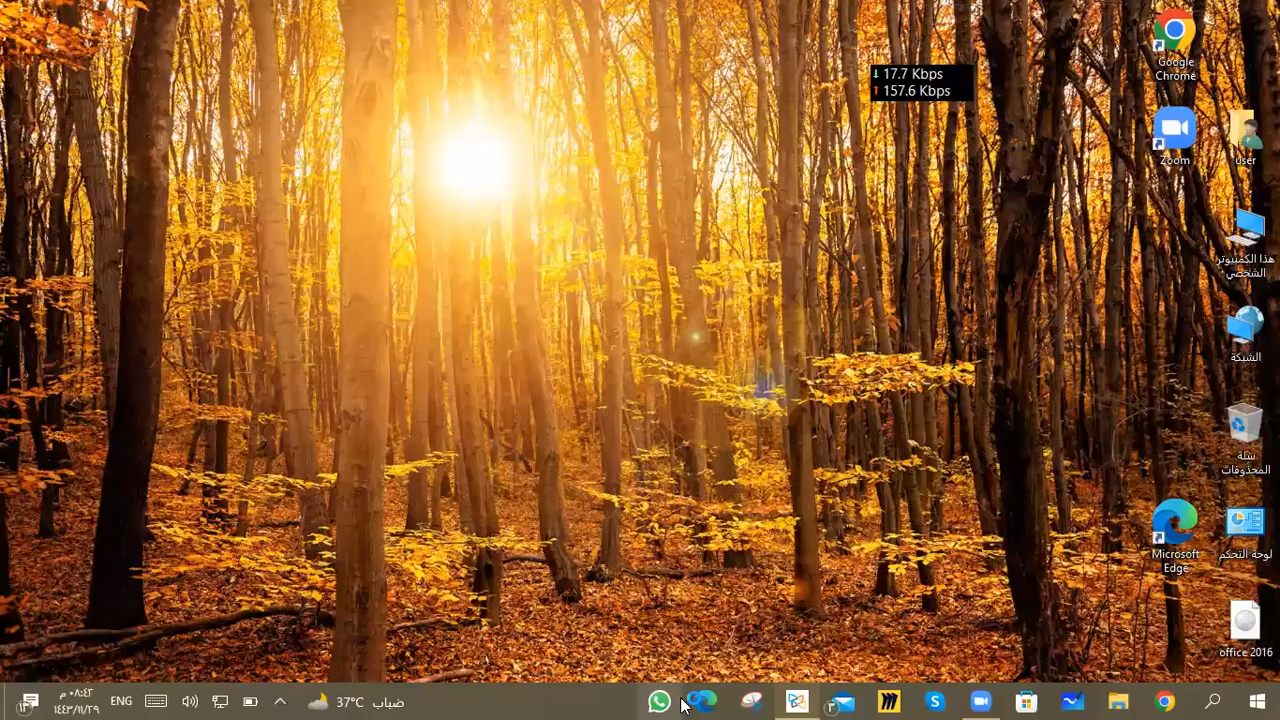 Google
Chrome
↓ 17.7 Kbps
↑ 157.6 Kbps
Zoom
user
هذا الكمبيوتر
الشخصي
الشبكة
سلة
المحذوفات
Microsoft
Edge
لوحة التحكم
office 2016
٠٨:٤٢ م
١٤٤٣/١١/٢٩
ENG
37°C ضباب